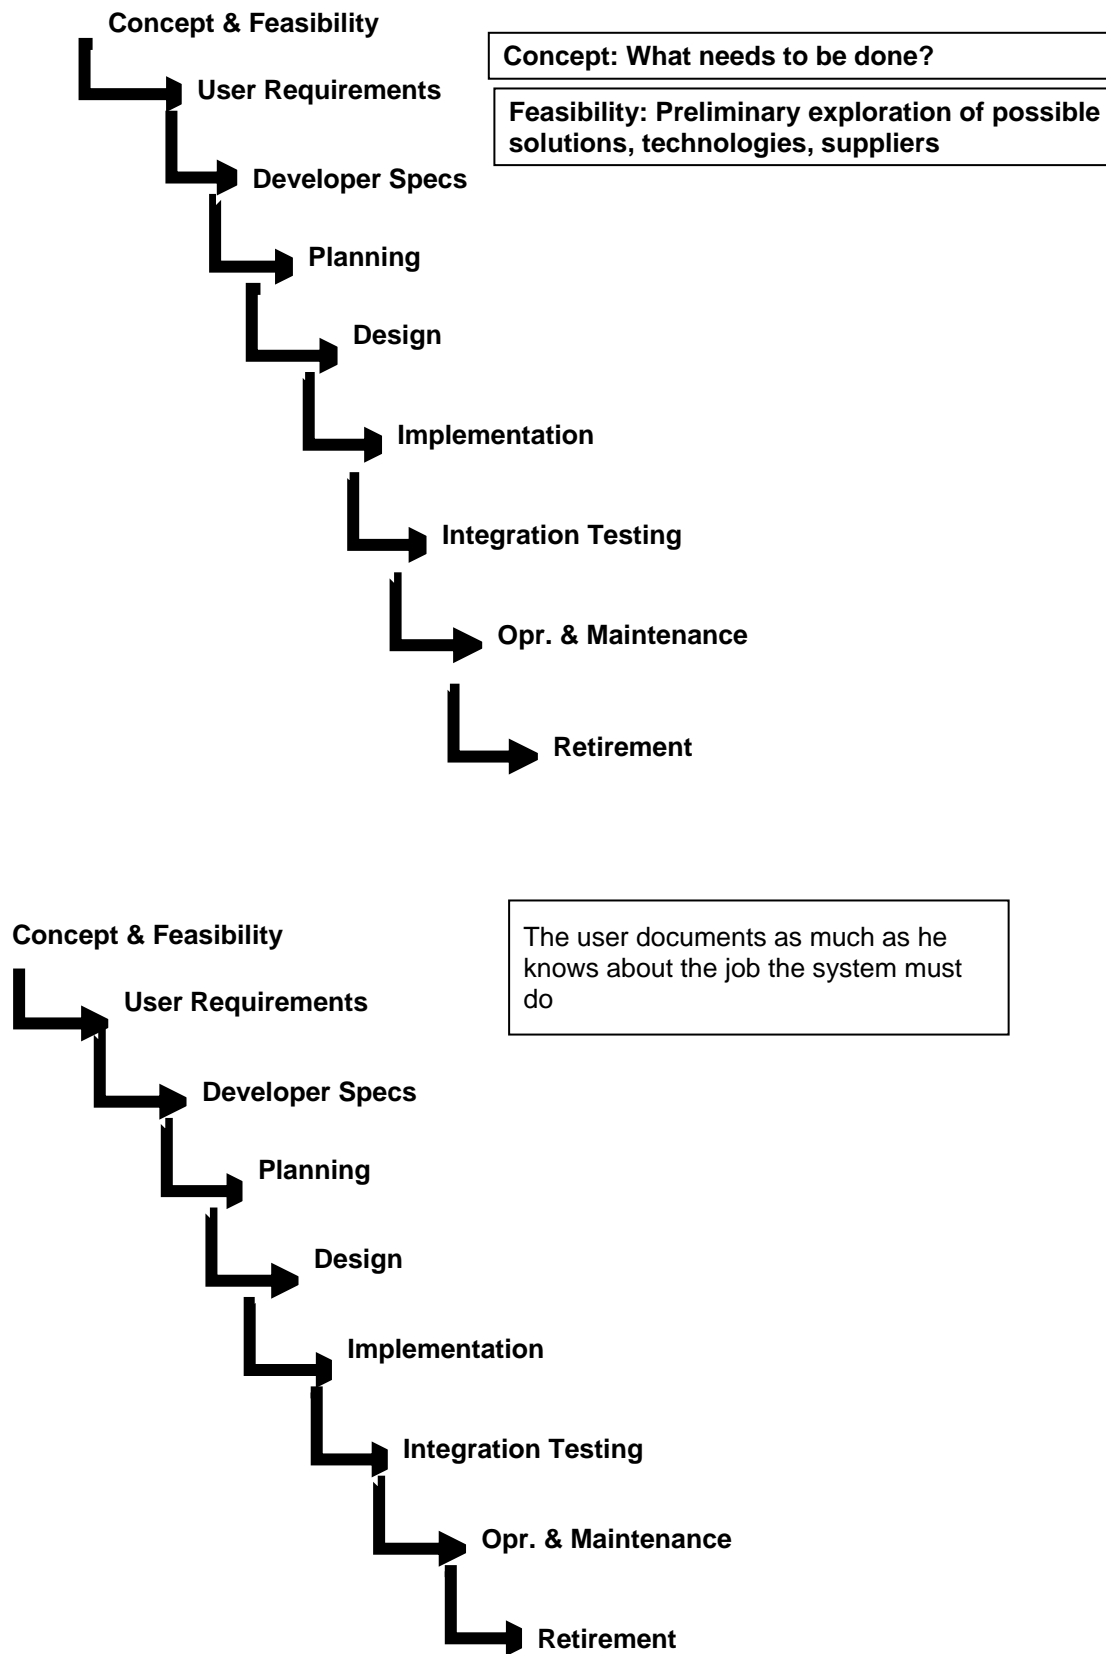 Concept & Feasibility
Concept: What needs to be done?
User Requirements
Feasibility: Preliminary exploration of possible
solutions, technologies, suppliers
Developer Specs
Planning
Design
Implementation
Integration Testing
Opr. & Maintenance
Retirement
Concept & Feasibility
The user documents as much as he
knows about the job the system must
do
User Requirements
Developer Specs
Planning
Design
Implementation
Integration Testing
Opr. & Maintenance
Retirement